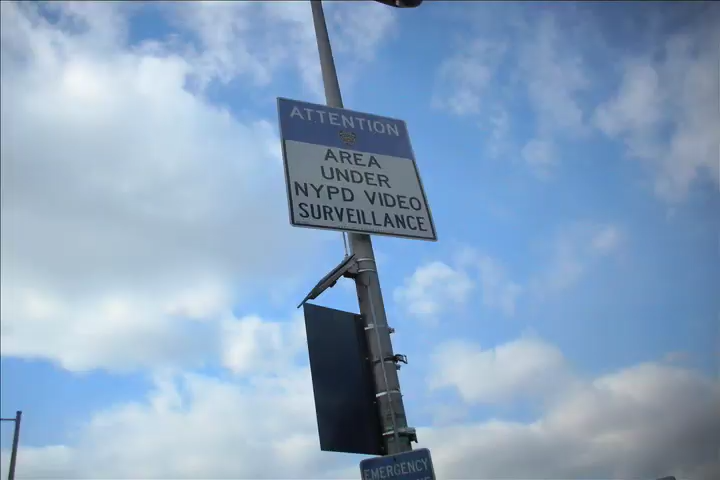 ATTENTION
AREA
UNDER
NYPD VIDEO
SURVEILLANCE
EMERGENCY